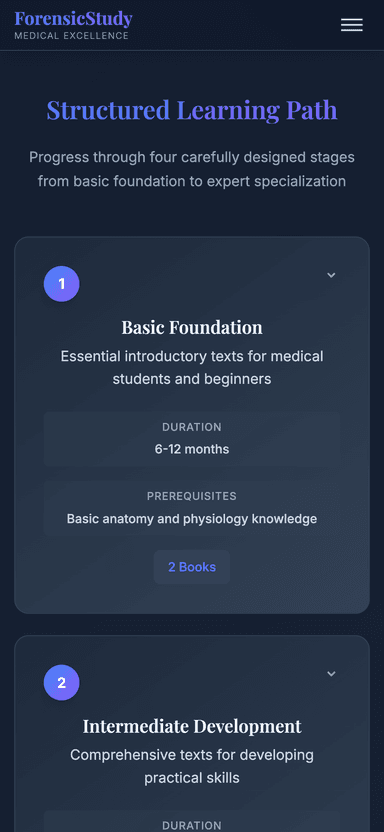 ForensicStudy
MEDICAL EXCELLENCE
Structured Learning Path
Progress through four carefully designed stages
from basic foundation to expert specialization
1
Basic Foundation
Essential introductory texts for medical
students and beginners
DURATION
6-12 months
PREREQUISITES
Basic anatomy and physiology knowledge
2 Books
2
Intermediate Development
Comprehensive texts for developing
practical skills
DURATION